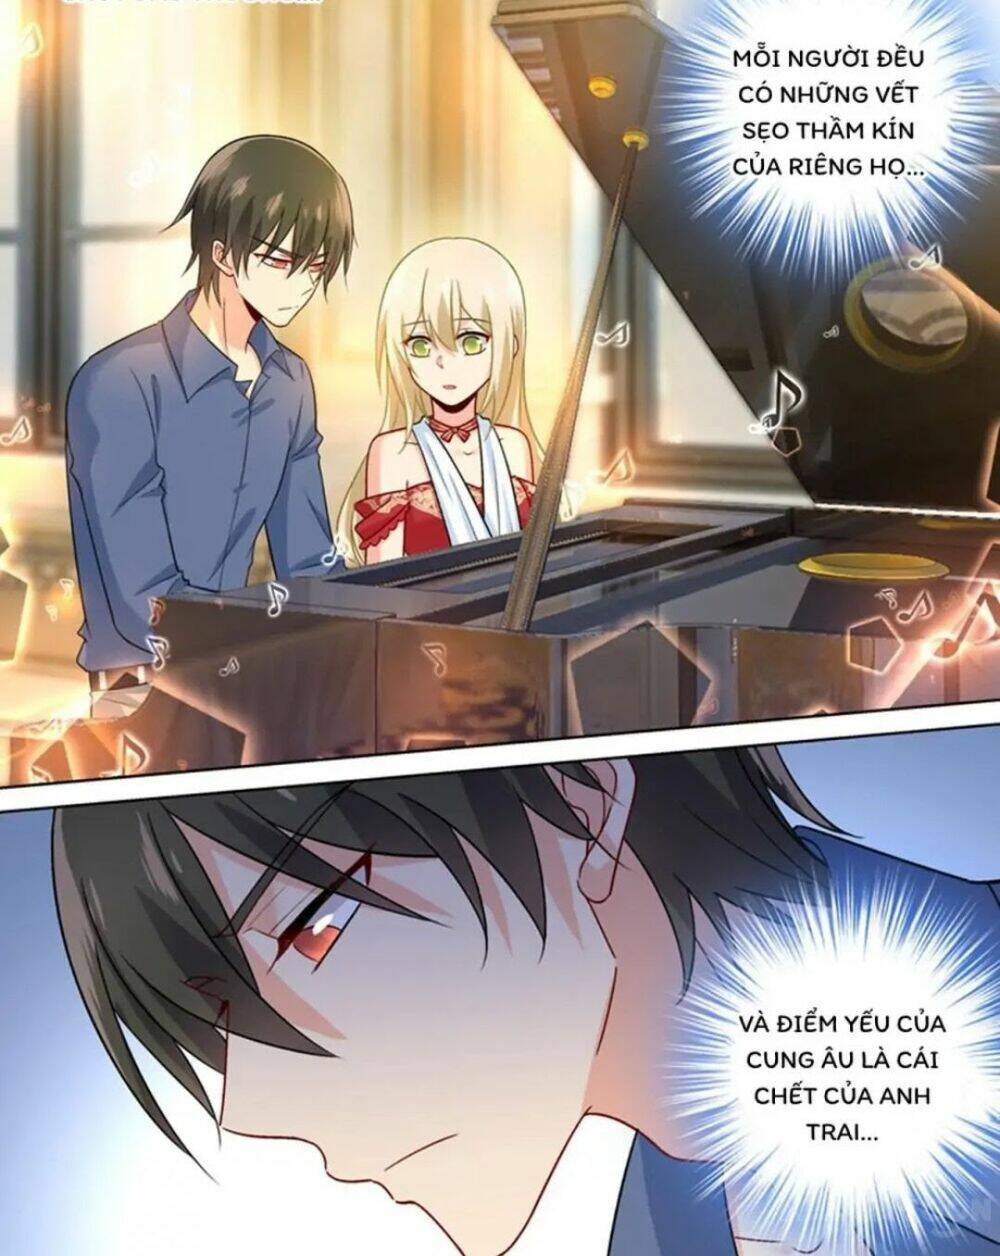 MỖI NGƯỜI ĐỀU
CÓ NHỮNG VẾT
SẸO THẦM KÍN
CỦA RIÊNG HỌ...
VÀ ĐIỂM YẾU CỦA
CUNG ÂU LÀ CÁI
CHẾT CỦA ANH
TRAI...